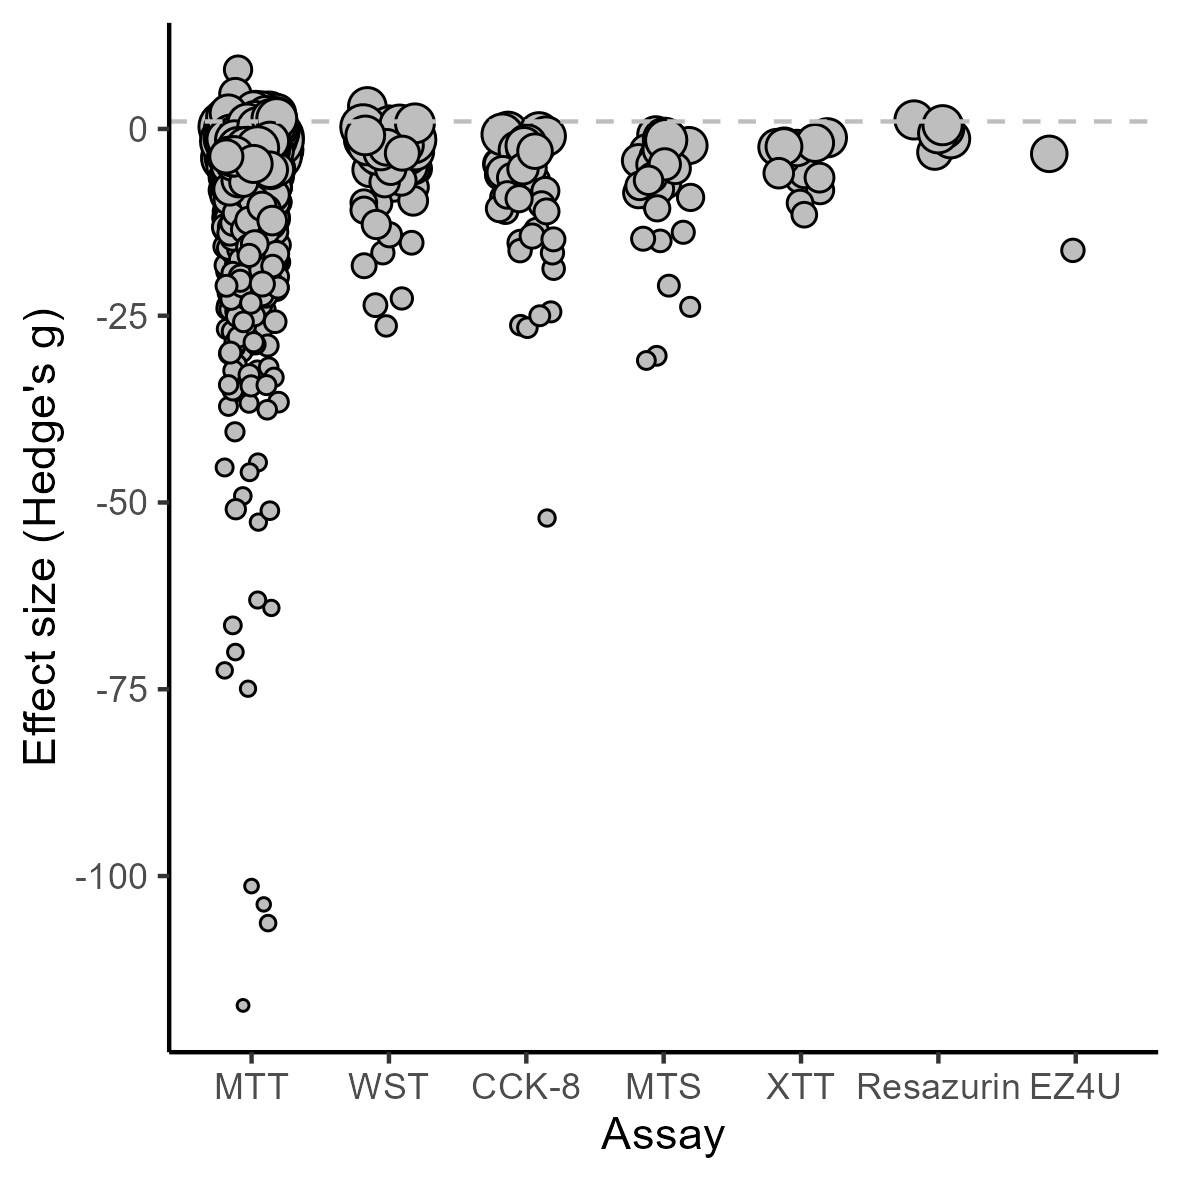 Effect size (Hedge's g)
0
-25
-50
-75
-100
MTT WST CCK-8 MTS XTT Resazurin EZ4U
Assay